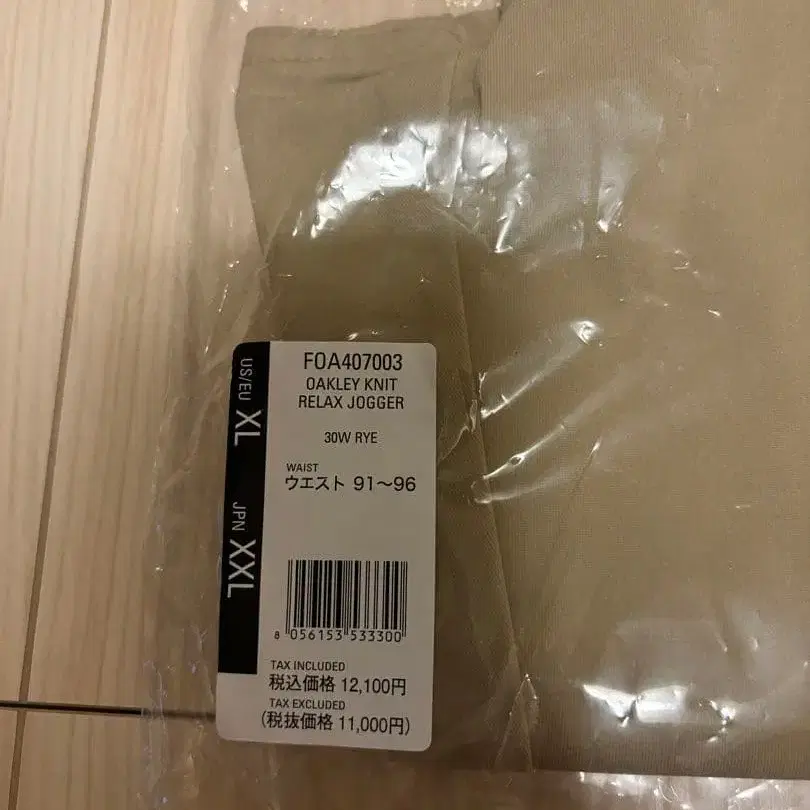 US/EU XL
JPN XXL
FOA407003
OAKLEY KNIT
RELAX JOGGER
30W RYE
WAIST
ウエスト 91～96
8 056153 533300
TAX INCLUDED
税込価格 12,100円
TAX EXCLUDED
(税抜価格 11,000円)